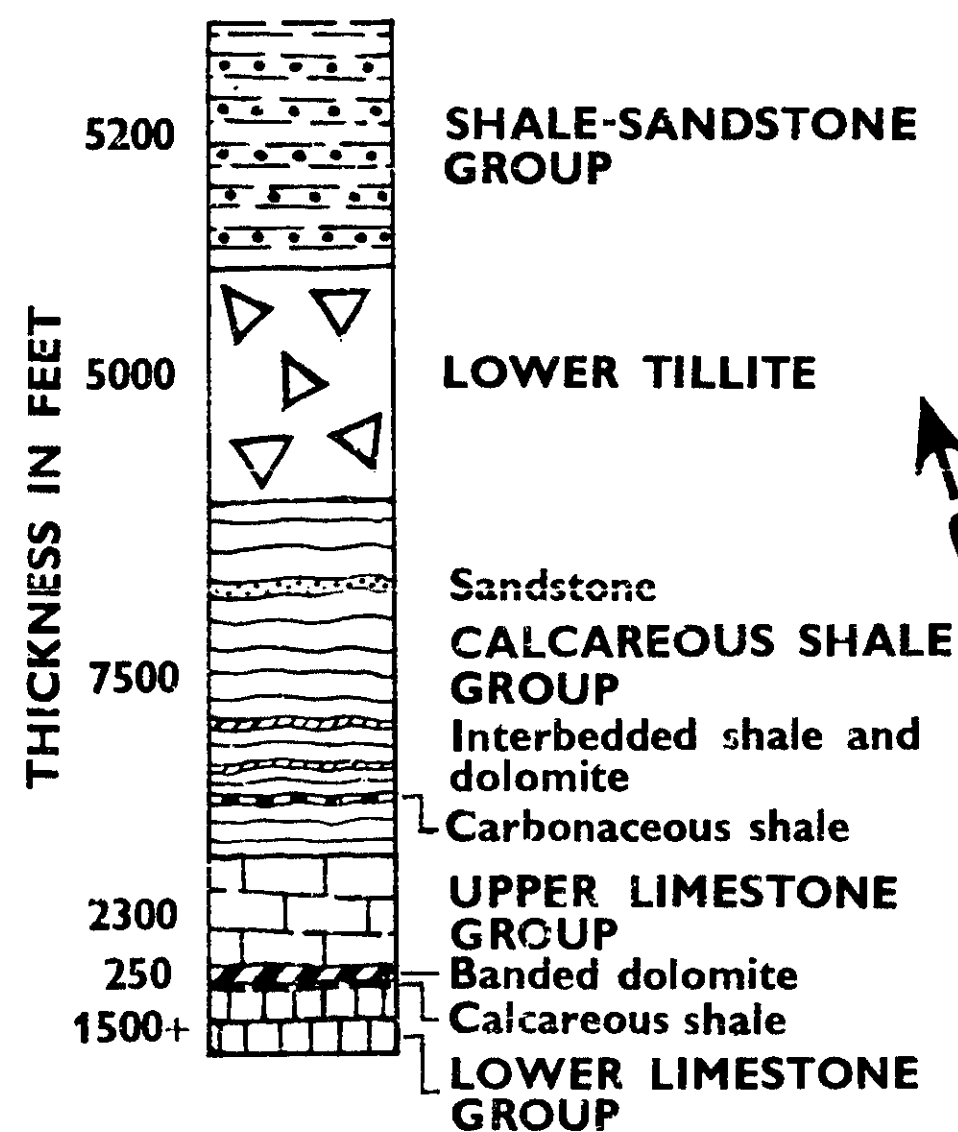 THICKNESS IN FEET
5200
SHALE-SANDSTONE
GROUP
5000
LOWER TILLITE
Sandstone
7500
CALCAREOUS SHALE
GROUP
Interbedded shale and
dolomite
Carbonaceous shale
2300
UPPER LIMESTONE
GROUP
250
Banded dolomite
Calcareous shale
1500+
LOWER LIMESTONE
GROUP